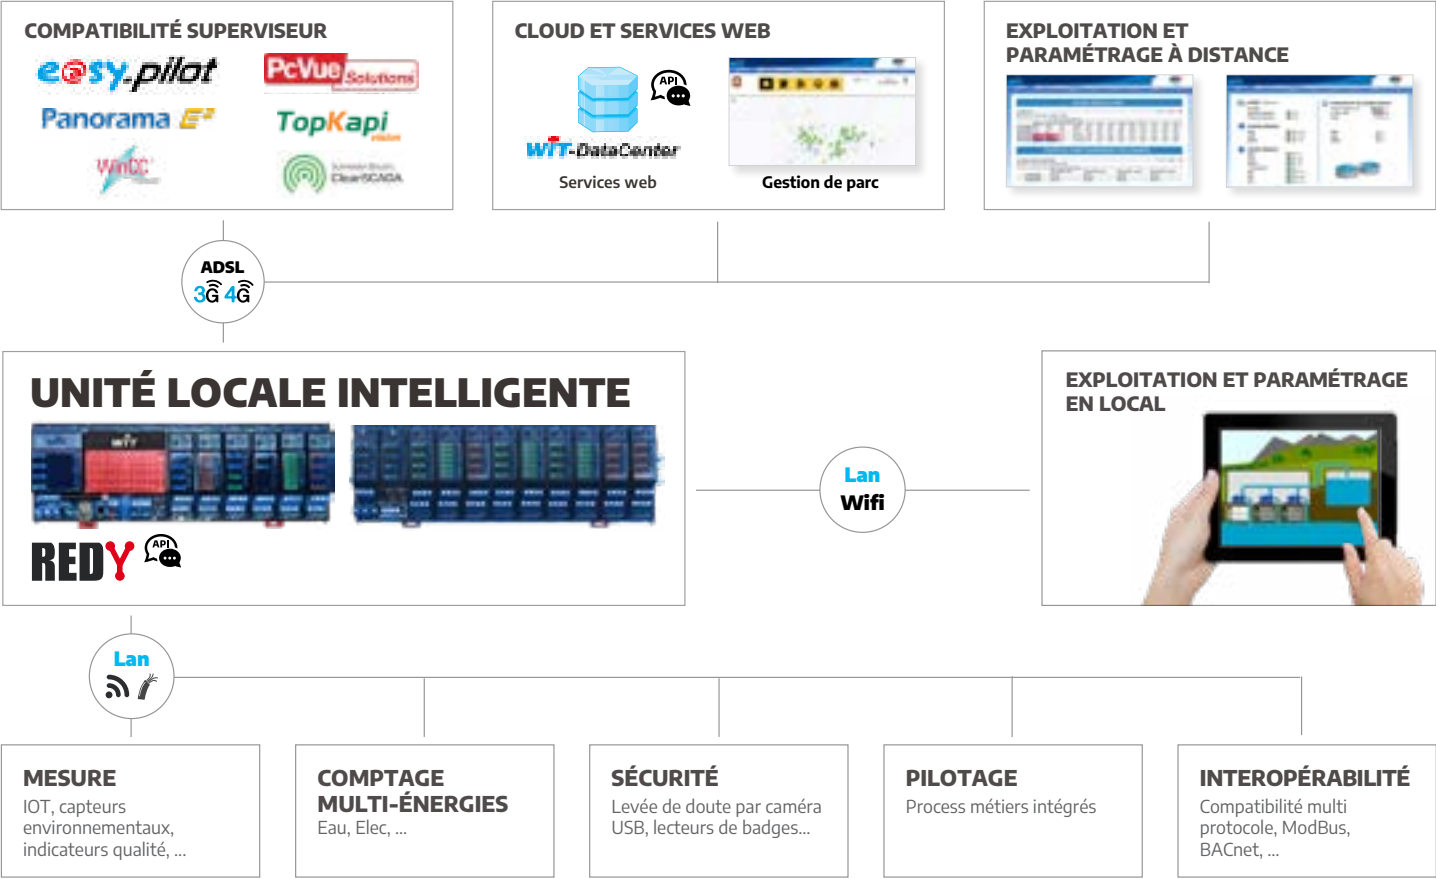 COMPATIBILITÉ SUPERVISEUR
e@sy.pilot
PcVue Solutions
Panorama E²
TopKapi
vision
WinCC
ClearSCADA
CLOUD ET SERVICES WEB
API
WiT-DataCenter
Services web
Gestion de parc
EXPLOITATION ET
PARAMÉTRAGE À DISTANCE
ADSL
3G 4G
UNITÉ LOCALE INTELLIGENTE
WiT
REDY
API
Lan
Wifi
EXPLOITATION ET PARAMÉTRAGE
EN LOCAL
Lan
MESURE
IOT, capteurs
environnementaux,
indicateurs qualité, ...
COMPTAGE
MULTI-ÉNERGIES
Eau, Elec, ...
SÉCURITÉ
Levée de doute par caméra
USB, lecteurs de badges...
PILOTAGE
Process métiers intégrés
INTEROPÉRABILITÉ
Compatibilité multi
protocole, ModBus,
BACnet, ...